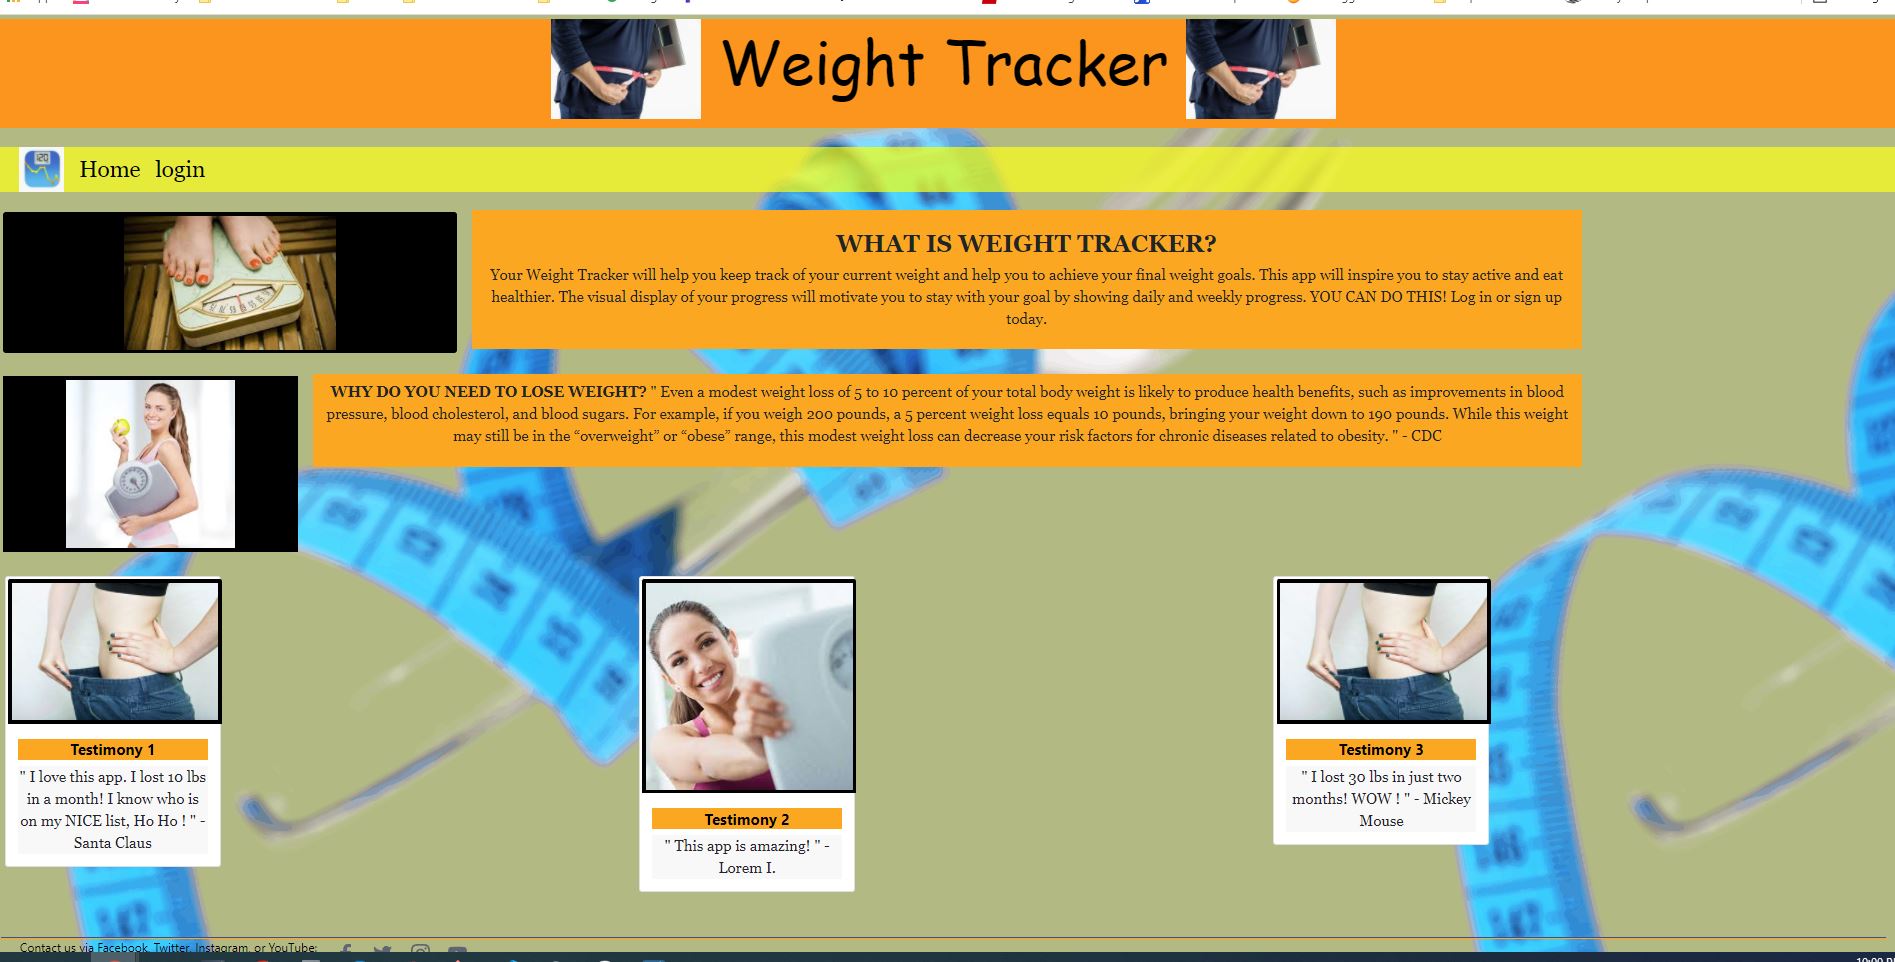 Weight Tracker
Home login
WHAT IS WEIGHT TRACKER?
Your Weight Tracker will help you keep track of your current weight and help you to achieve your final weight goals. This app will inspire you to stay active and eat
healthier. The visual display of your progress will motivate you to stay with your goal by showing daily and weekly progress. YOU CAN DO THIS! Log in or sign up
today.
WHY DO YOU NEED TO LOSE WEIGHT? " Even a modest weight loss of 5 to 10 percent of your total body weight is likely to produce health benefits, such as improvements in blood
pressure, blood cholesterol, and blood sugars. For example, if you weigh 200 pounds, a 5 percent weight loss equals 10 pounds, bringing your weight down to 190 pounds. While this weight
may still be in the “overweight” or “obese” range, this modest weight loss can decrease your risk factors for chronic diseases related to obesity. " - CDC
Testimony 1
" I love this app. I lost 10 lbs
in a month! I know who is
on my NICE list, Ho Ho ! " -
Santa Claus
Testimony 2
" This app is amazing! " -
Lorem I.
Testimony 3
" I lost 30 lbs in just two
months! WOW ! " - Mickey
Mouse
Contact us via Facebook, Twitter, Instagram, or YouTube: